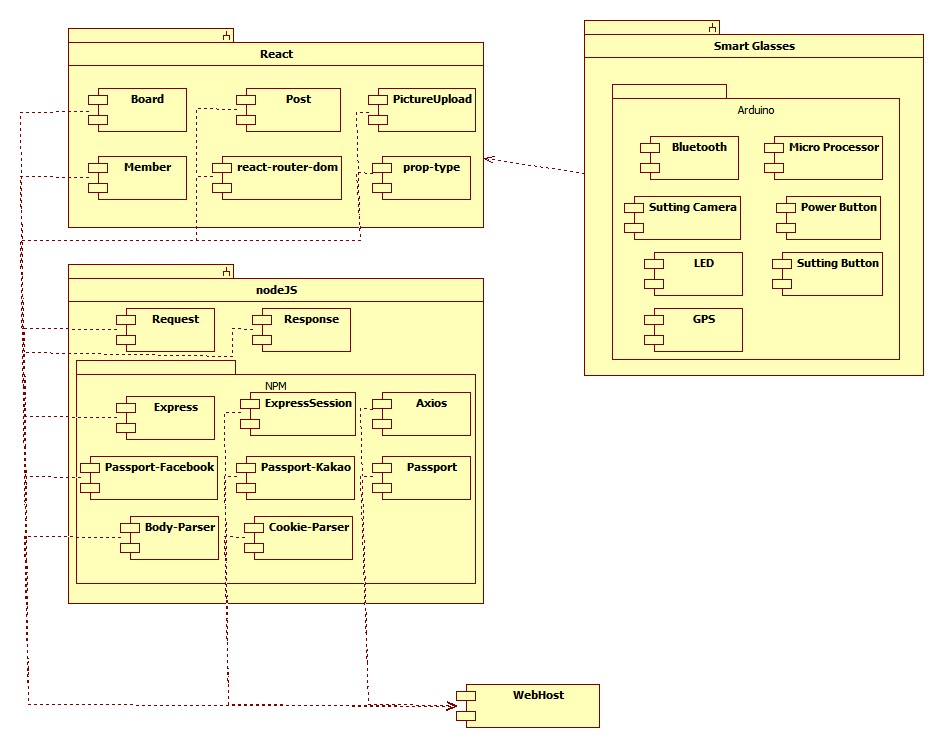 React
Board
Post
PictureUpload
Member
react-router-dom
prop-type
Smart Glasses
Arduino
Bluetooth
Micro Processor
Sutting Camera
Power Button
LED
Sutting Button
GPS
nodeJS
Request
Response
NPM
Express
ExpressSession
Axios
Passport-Facebook
Passport-Kakao
Passport
Body-Parser
Cookie-Parser
WebHost